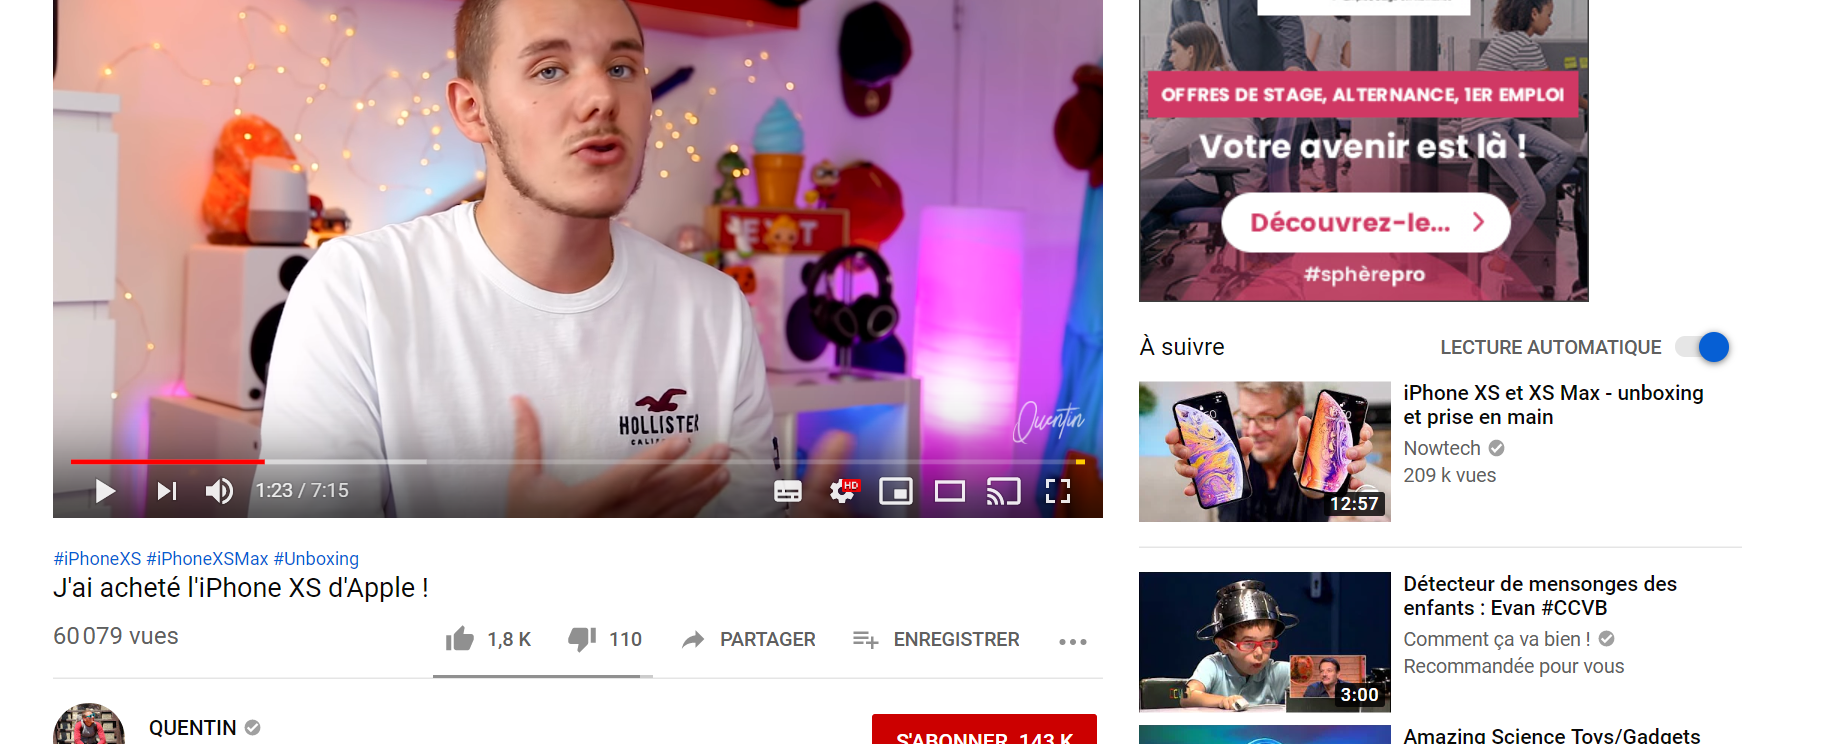 OFFRES DE STAGE, ALTERNANCE, 1ER EMPLOI
Votre avenir est là !
Découvrez-le...
#sphèrepro
EXIT
HOLLISTER
Quentin
1:23 / 7:15
HD
#iPhoneXS #iPhoneXSMax #Unboxing
J'ai acheté l'iPhone XS d'Apple !
60 079 vues
1,8 K
110
PARTAGER
ENREGISTRER
QUENTIN
S'ABONNER 143 K
À suivre
LECTURE AUTOMATIQUE
12:57
iPhone XS et XS Max - unboxing
et prise en main
Nowtech
209 k vues
3:00
Détecteur de mensonges des
enfants : Evan #CCVB
Comment ça va bien !
Recommandée pour vous
Amazing Science Toys/Gadgets